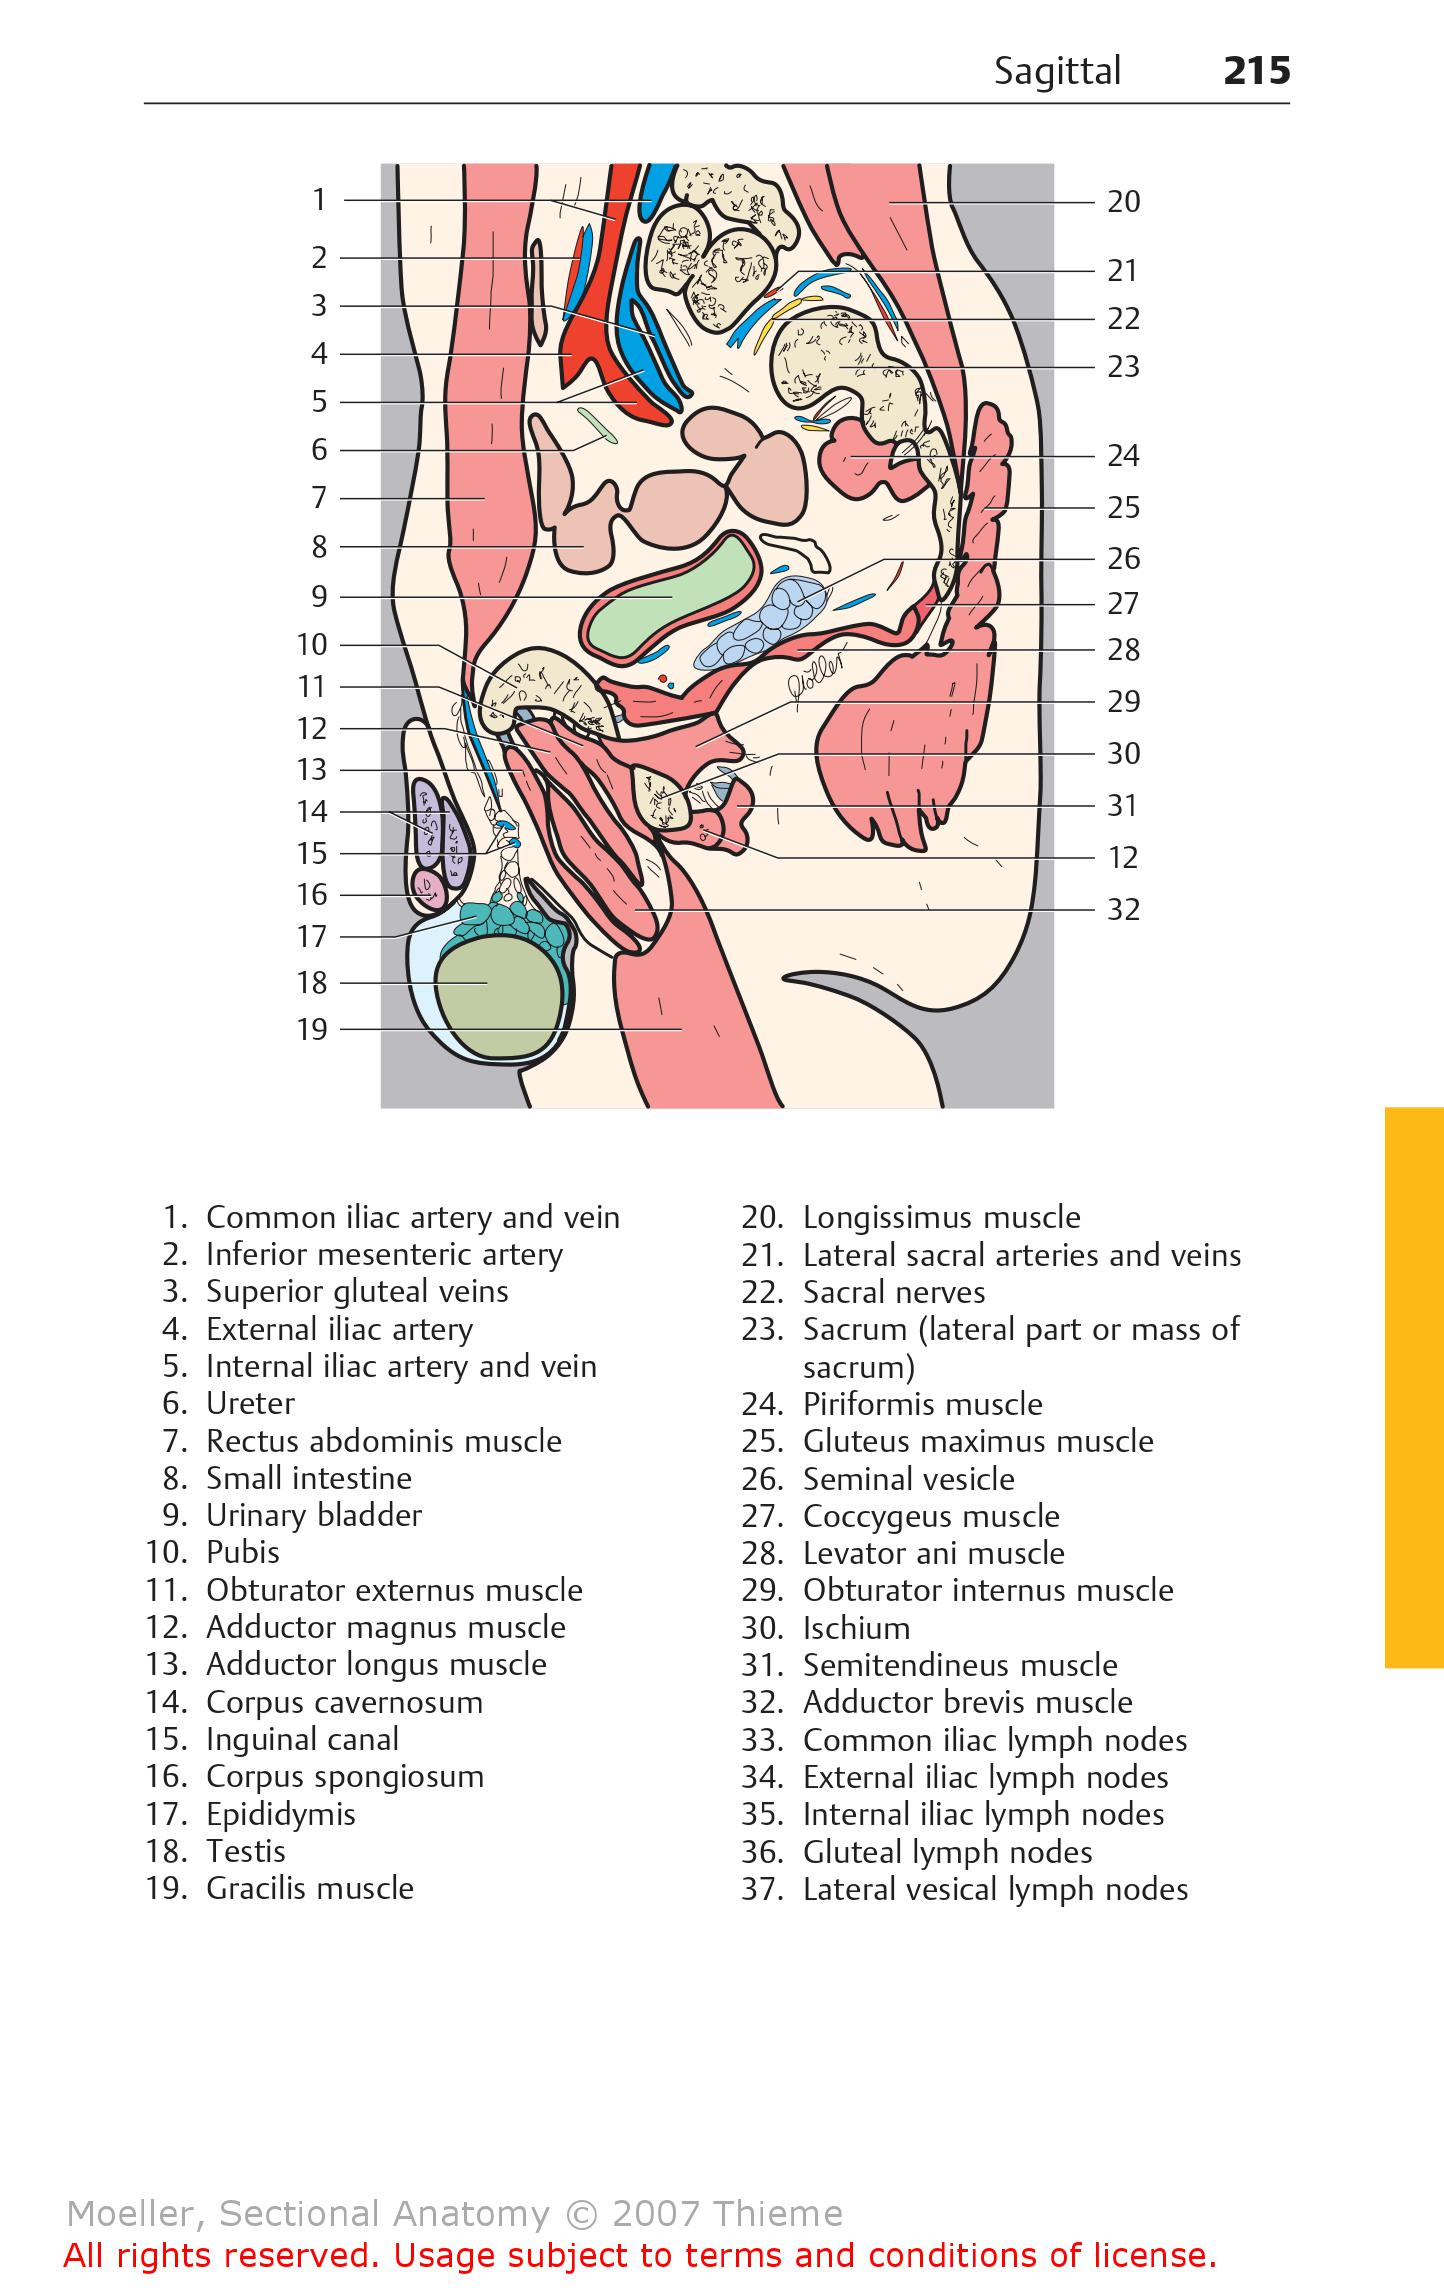 Sagittal 215
1
2
3
4
5
6
7
8
9
10
11
12
13
14
15
16
17
18
19
20
21
22
23
24
25
26
27
28
29
30
31
12
32
Möller
1. Common iliac artery and vein
2. Inferior mesenteric artery
3. Superior gluteal veins
4. External iliac artery
5. Internal iliac artery and vein
6. Ureter
7. Rectus abdominis muscle
8. Small intestine
9. Urinary bladder
10. Pubis
11. Obturator externus muscle
12. Adductor magnus muscle
13. Adductor longus muscle
14. Corpus cavernosum
15. Inguinal canal
16. Corpus spongiosum
17. Epididymis
18. Testis
19. Gracilis muscle
20. Longissimus muscle
21. Lateral sacral arteries and veins
22. Sacral nerves
23. Sacrum (lateral part or mass of
sacrum)
24. Piriformis muscle
25. Gluteus maximus muscle
26. Seminal vesicle
27. Coccygeus muscle
28. Levator ani muscle
29. Obturator internus muscle
30. Ischium
31. Semitendineus muscle
32. Adductor brevis muscle
33. Common iliac lymph nodes
34. External iliac lymph nodes
35. Internal iliac lymph nodes
36. Gluteal lymph nodes
37. Lateral vesical lymph nodes
Moeller, Sectional Anatomy © 2007 Thieme
All rights reserved. Usage subject to terms and conditions of license.